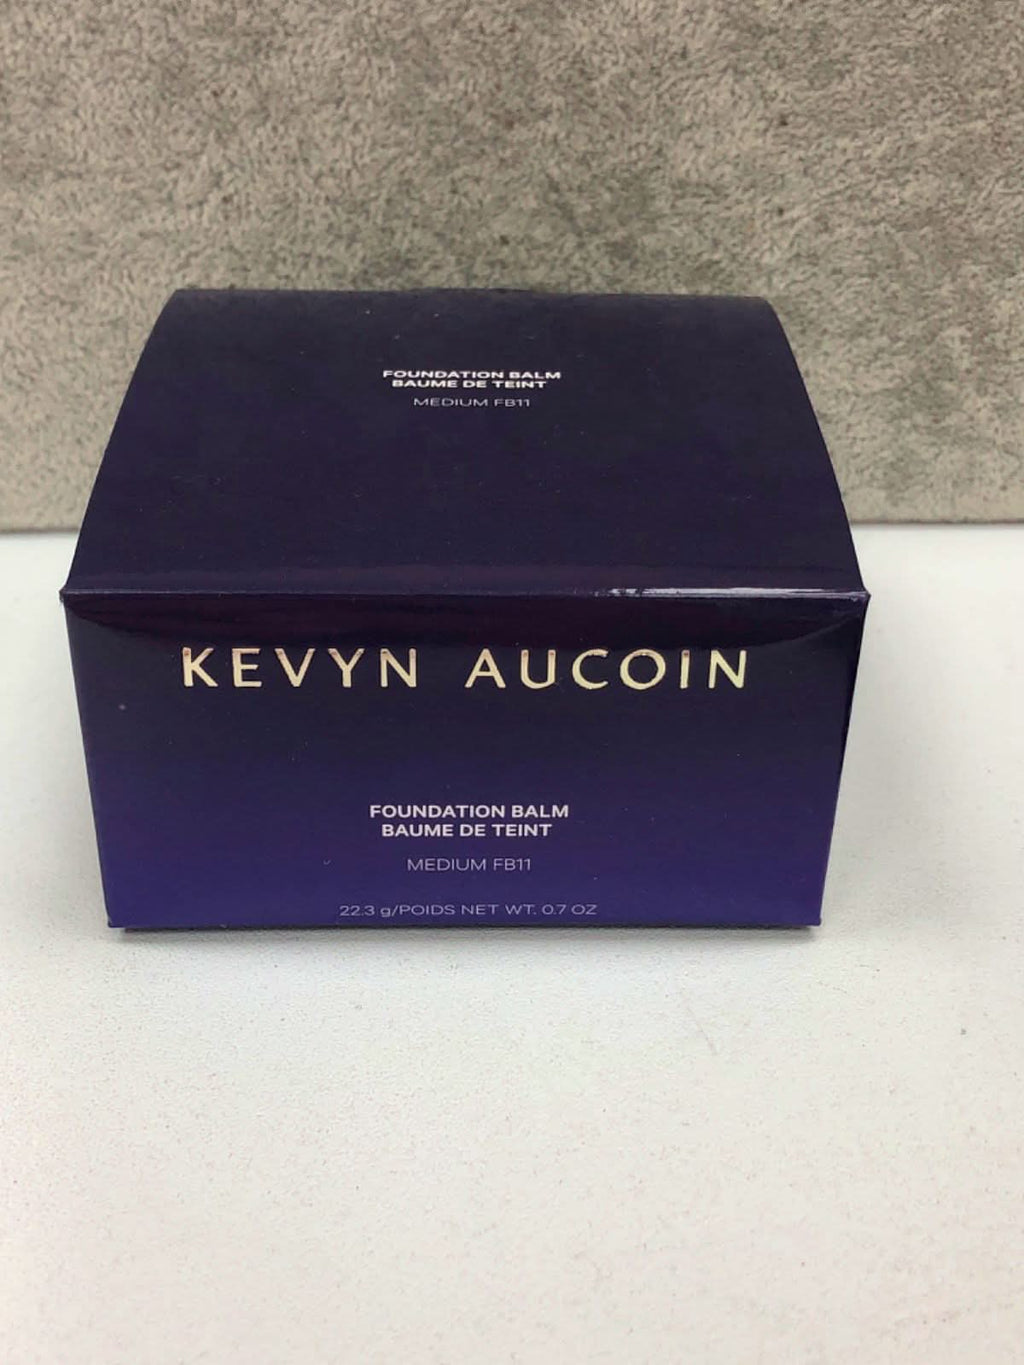 FOUNDATION BALM
BAUME DE TEINT
MEDIUM FB11
KEVYN AUCOIN
FOUNDATION BALM
BAUME DE TEINT
MEDIUM FB11
22.3 g/POIDS NET WT. 0.7 OZ